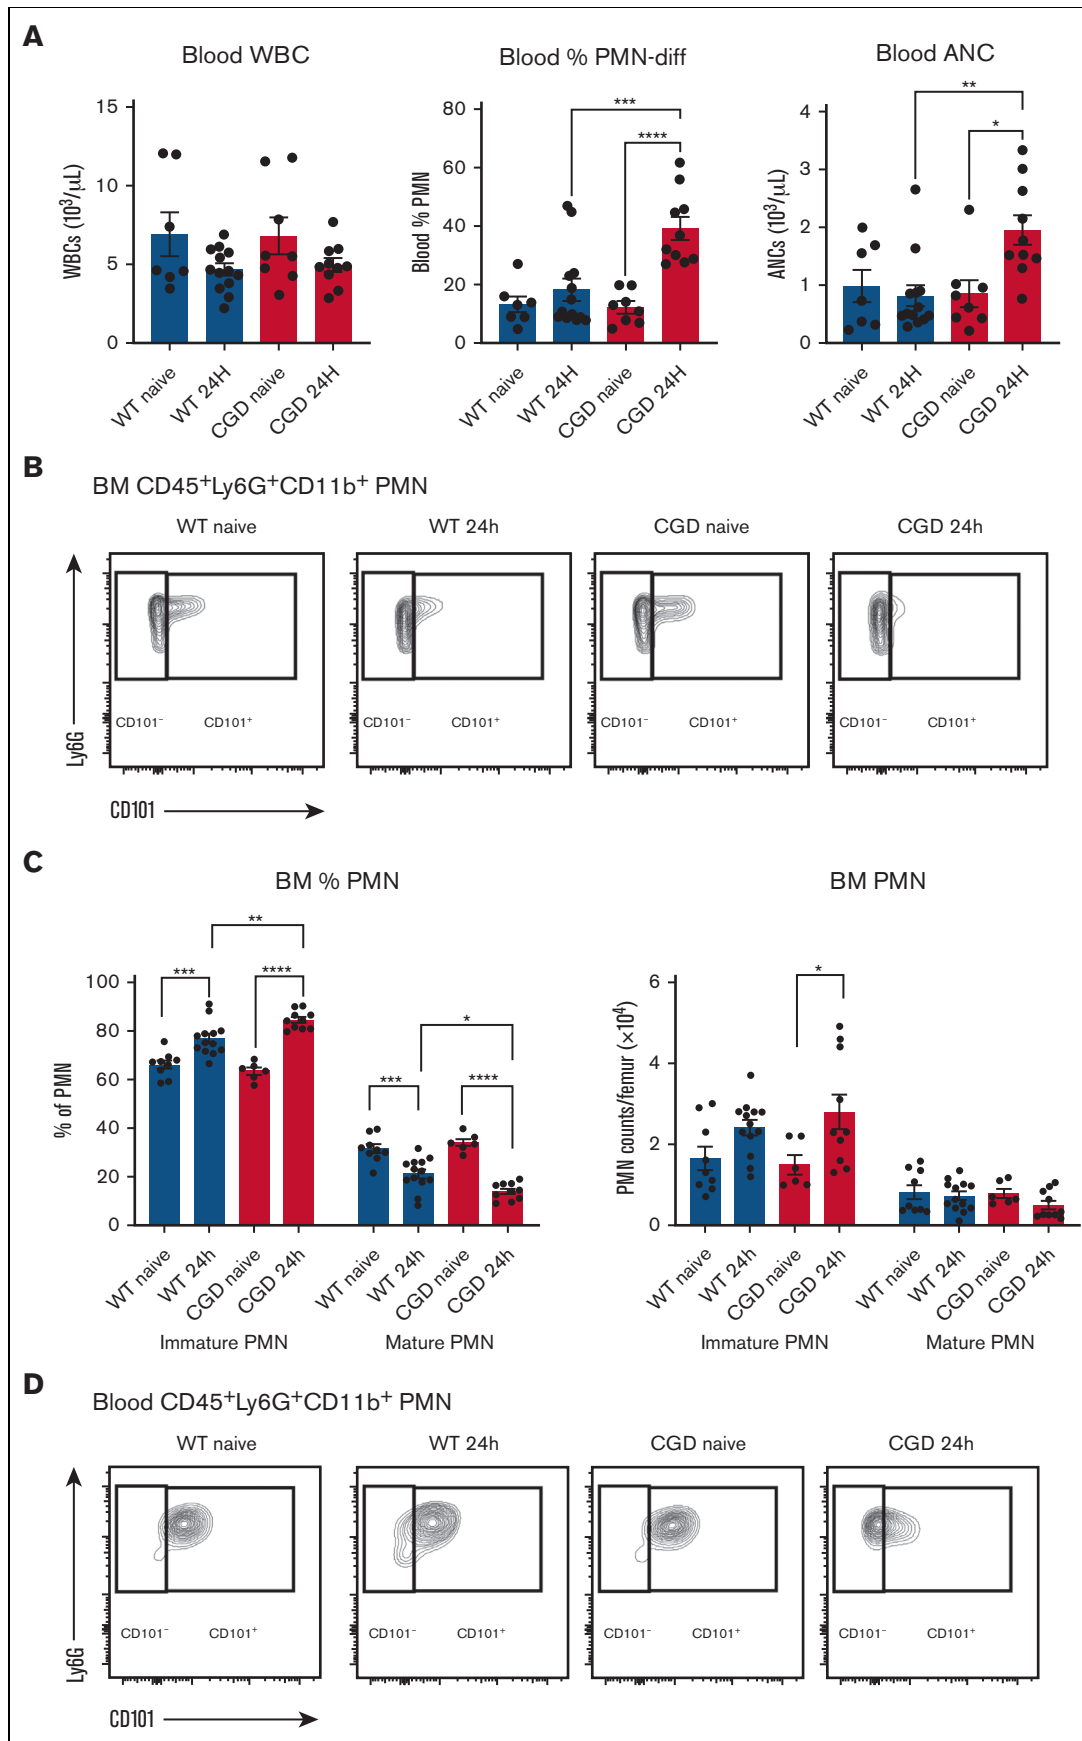 A
Blood WBC
Blood % PMN-diff
Blood ANC
WBCs (10³/μL)
15
10
5
0
WT naive
WT 24H
CGD naive
CGD 24H
Blood % PMN
80
60
40
20
0
***
****
WT naive
WT 24H
CGD naive
CGD 24H
ANCs (10³/μL)
4
3
2
1
0
**
*
WT naive
WT 24H
CGD naive
CGD 24H
B
BM CD45⁺Ly6G⁺CD11b⁺ PMN
WT naive
WT 24h
CGD naive
CGD 24h
CD101⁻ CD101⁺
CD101⁻ CD101⁺
CD101⁻ CD101⁺
CD101⁻ CD101⁺
Ly6G
CD101
C
BM % PMN
BM PMN
% of PMN
100
80
60
40
20
0
**
***
****
*
***
****
WT naive
WT 24h
CGD naive
CGD 24h
WT naive
WT 24h
CGD naive
CGD 24h
Immature PMN
Mature PMN
PMN counts/femur (×10⁴)
6
4
2
0
*
WT naive
WT 24h
CGD naive
CGD 24h
WT naive
WT 24h
CGD naive
CGD 24h
Immature PMN
Mature PMN
D
Blood CD45⁺Ly6G⁺CD11b⁺ PMN
WT naive
WT 24h
CGD naive
CGD 24h
CD101⁻ CD101⁺
CD101⁻ CD101⁺
CD101⁻ CD101⁺
CD101⁻ CD101⁺
Ly6G
CD101